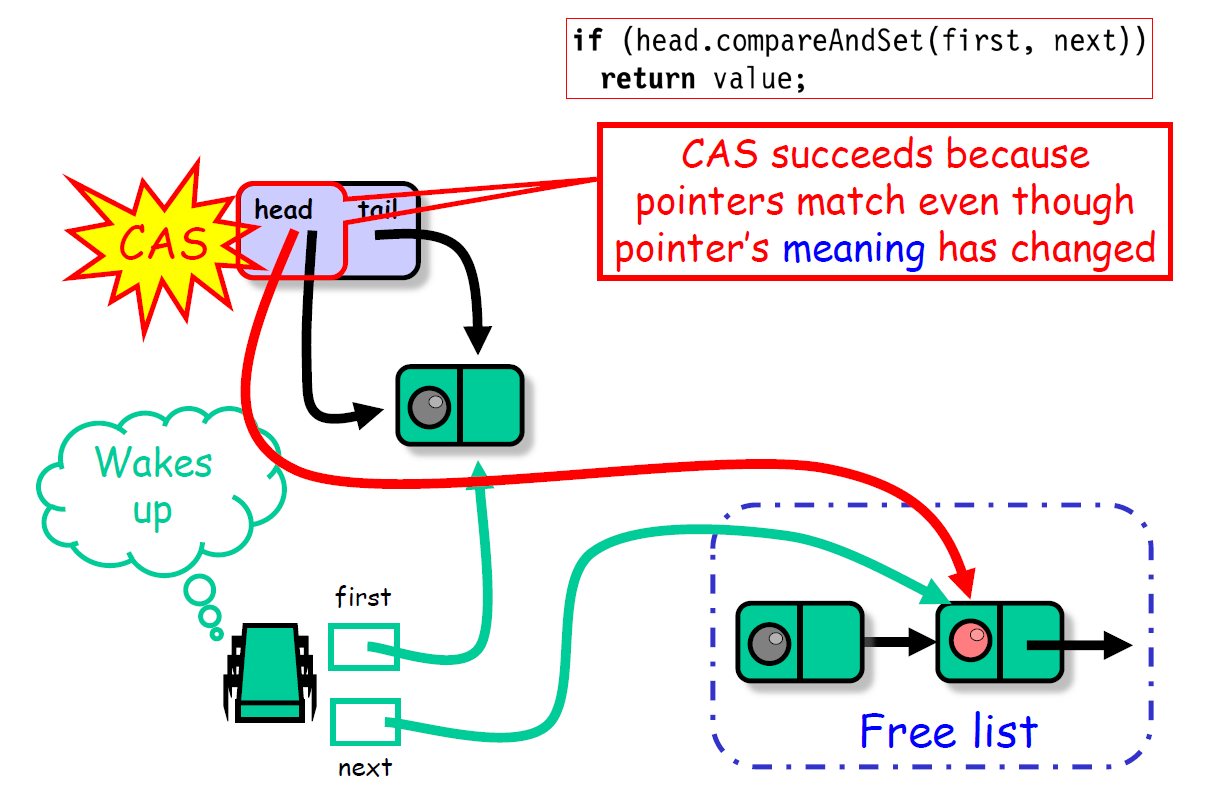 if (head.compareAndSet(first, next))
return value;
CAS succeeds because
pointers match even though
pointer's meaning has changed
CAS
head
tail
Wakes
up
first
next
Free list